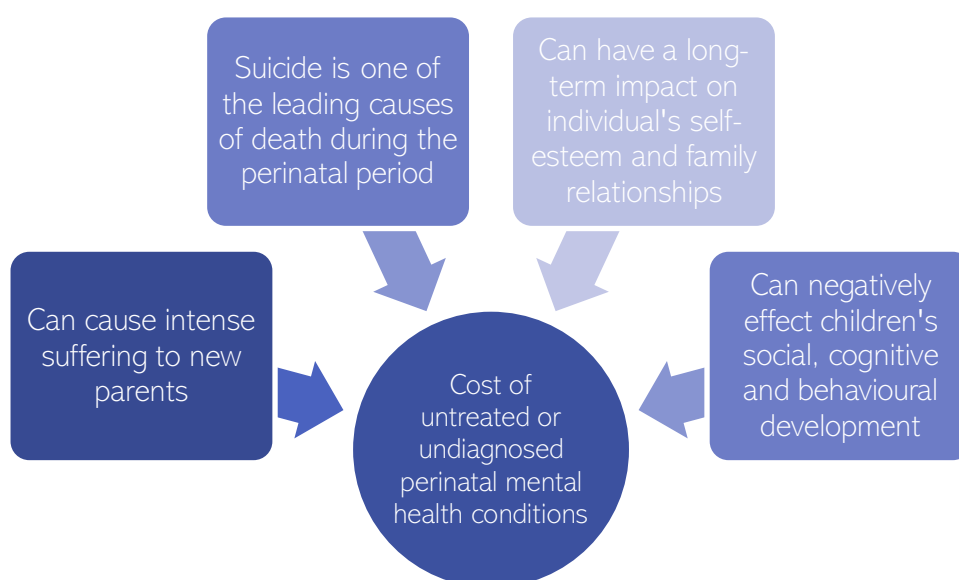 Suicide is one of
the leading causes
of death during the
perinatal period
Can have a long-
term impact on
individual's self-
esteem and family
relationships
Can cause intense
suffering to new
parents
Can negatively
effect children's
social, cognitive
and behavioural
development
Cost of
untreated or
undiagnosed
perinatal mental
health conditions